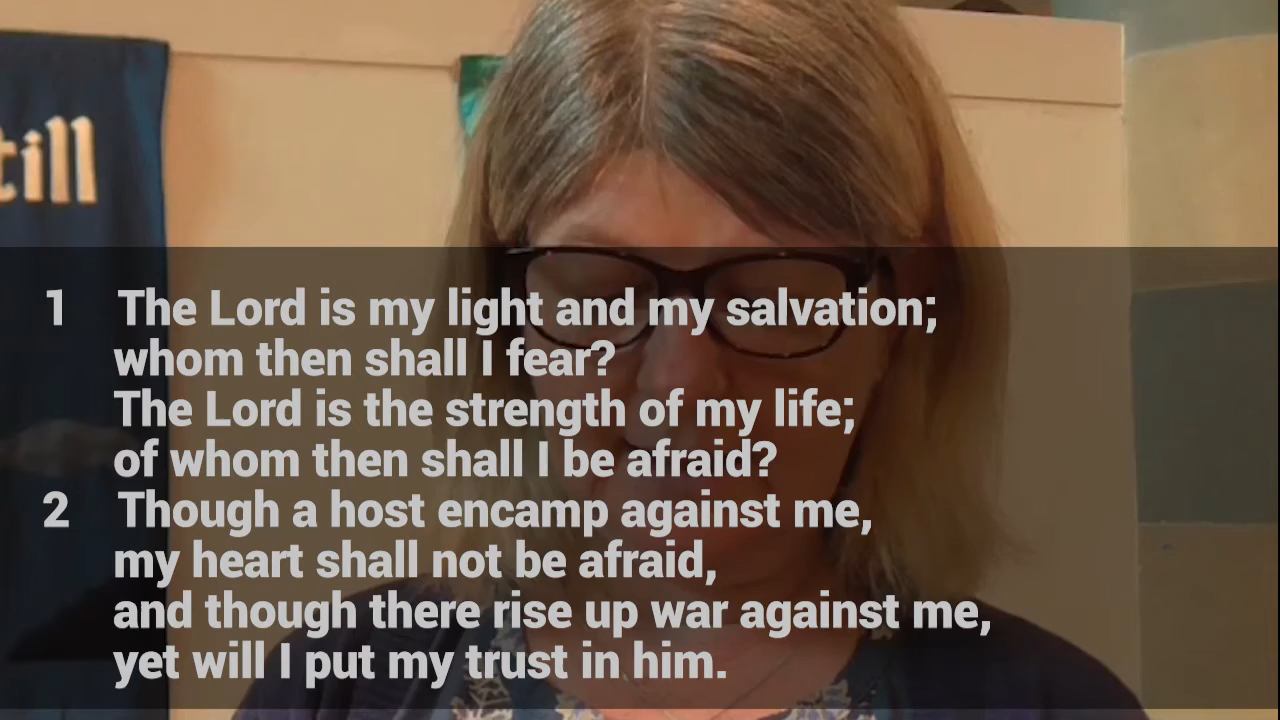 till
1 The Lord is my light and my salvation;
whom then shall I fear?
The Lord is the strength of my life;
of whom then shall I be afraid?
2 Though a host encamp against me,
my heart shall not be afraid,
and though there rise up war against me,
yet will I put my trust in him.